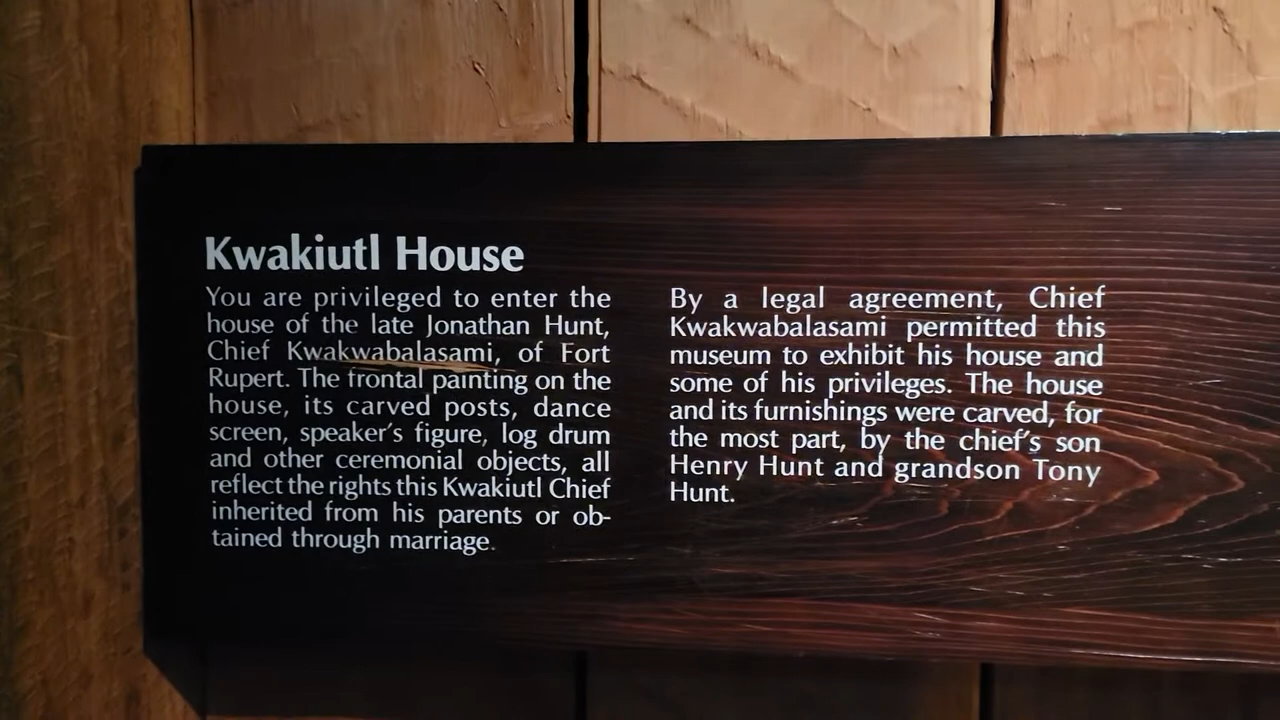 Kwakiutl House
You are privileged to enter the
house of the late Jonathan Hunt,
Chief Kwakwabalasami, of Fort
Rupert. The frontal painting on the
house, its carved posts, dance
screen, speaker's figure, log drum
and other ceremonial objects, all
reflect the rights this Kwakiutl Chief
inherited from his parents or ob-
tained through marriage.
By a legal agreement, Chief
Kwakwabalasami permitted this
museum to exhibit his house and
some of his privileges. The house
and its furnishings were carved, for
the most part, by the chief's son
Henry Hunt and grandson Tony
Hunt.